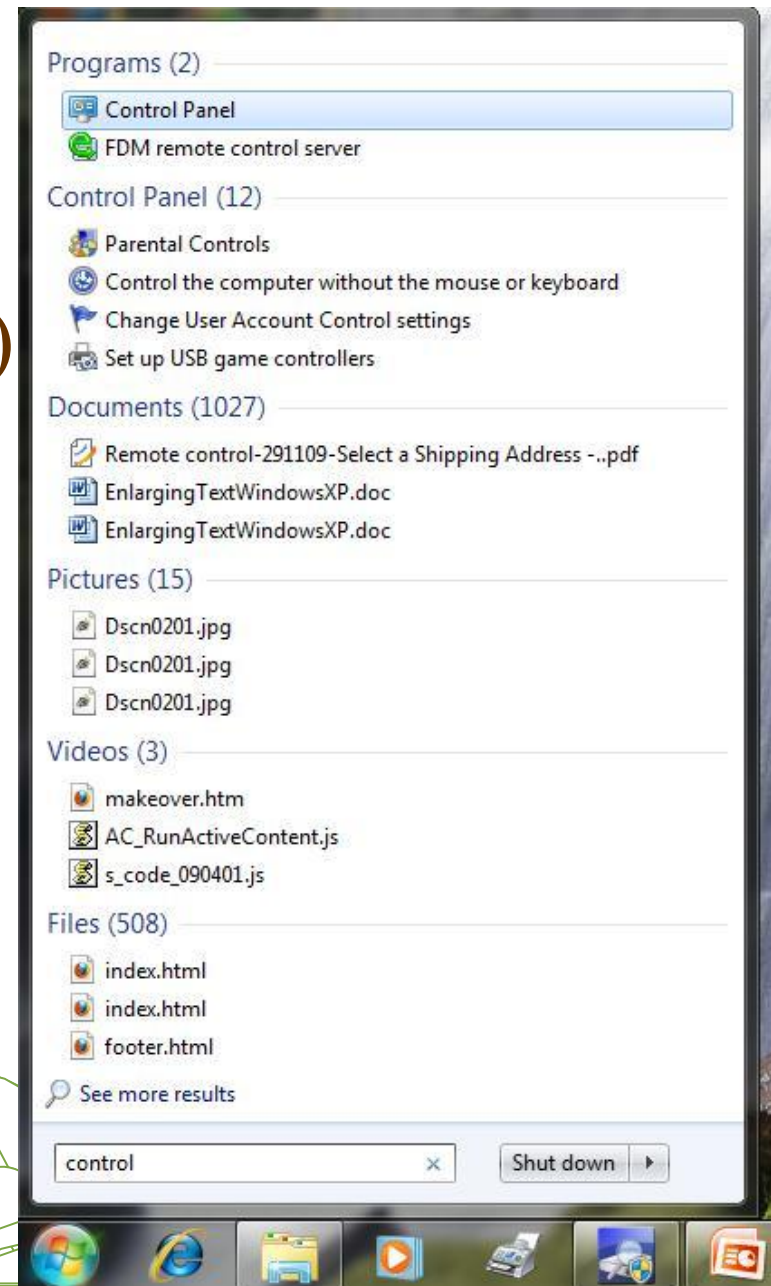 Programs (2)
Control Panel
FDM remote control server
Control Panel (12)
Parental Controls
Control the computer without the mouse or keyboard
Change User Account Control settings
Set up USB game controllers
)
Documents (1027)
Remote control-291109-Select a Shipping Address -..pdf
EnlargingTextWindowsXP.doc
EnlargingTextWindowsXP.doc
Pictures (15)
Dscn0201.jpg
Dscn0201.jpg
Dscn0201.jpg
Videos (3)
makeover.htm
AC_RunActiveContent.js
s_code_090401.js
Files (508)
index.html
index.html
footer.html
See more results
control
Shut down